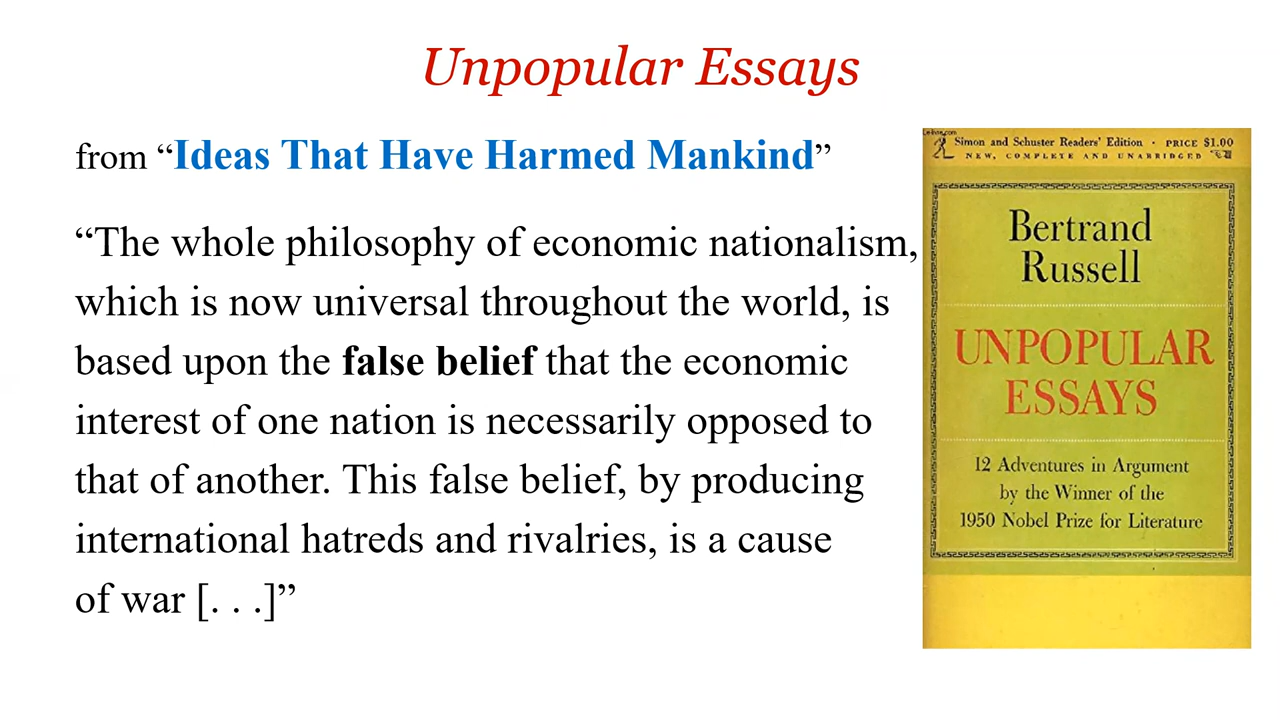 Unpopular Essays
from “Ideas That Have Harmed Mankind”
“The whole philosophy of economic nationalism,
which is now universal throughout the world, is
based upon the false belief that the economic
interest of one nation is necessarily opposed to
that of another. This false belief, by producing
international hatreds and rivalries, is a cause
of war [. . .]”
Le-livre.com
Simon and Schuster Readers' Edition · PRICE $1.00
NEW, COMPLETE AND UNABRIDGED
Bertrand
Russell
UNPOPULAR
ESSAYS
12 Adventures in Argument
by the Winner of the
1950 Nobel Prize for Literature